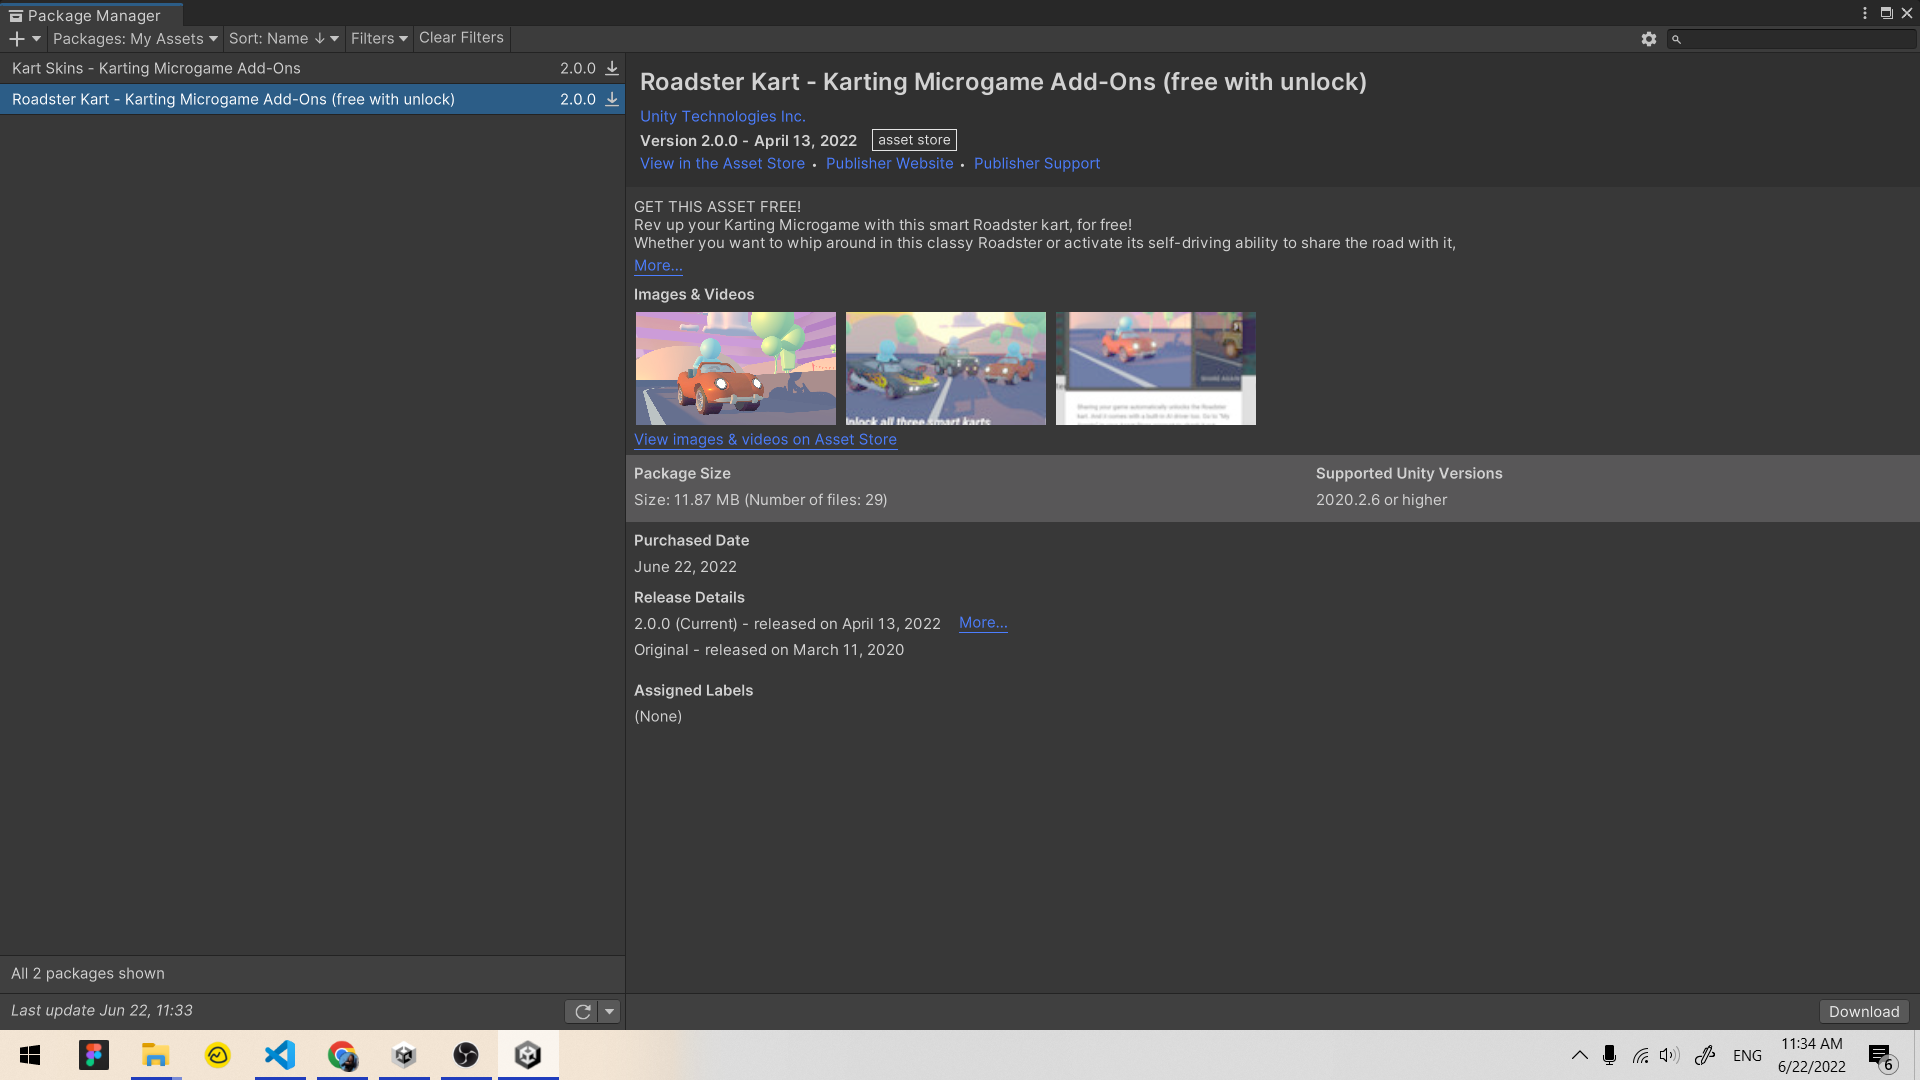 Package Manager
Packages: My Assets
Sort: Name ↓
Filters
Clear Filters
Kart Skins - Karting Microgame Add-Ons 2.0.0
Roadster Kart - Karting Microgame Add-Ons (free with unlock) 2.0.0
All 2 packages shown
Last update Jun 22, 11:33
Roadster Kart - Karting Microgame Add-Ons (free with unlock)
Unity Technologies Inc.
Version 2.0.0 - April 13, 2022 asset store
View in the Asset Store • Publisher Website • Publisher Support
GET THIS ASSET FREE!
Rev up your Karting Microgame with this smart Roadster kart, for free!
Whether you want to whip around in this classy Roadster or activate its self-driving ability to share the road with it,
More...
Images & Videos
Unlock all three smart karts
SHARE AGAIN
Sharing your game automatically unlocks the Roadster
View images & videos on Asset Store
Package Size
Size: 11.87 MB (Number of files: 29)
Supported Unity Versions
2020.2.6 or higher
Purchased Date
June 22, 2022
Release Details
2.0.0 (Current) - released on April 13, 2022 More...
Original - released on March 11, 2020
Assigned Labels
(None)
Download
ENG
11:34 AM
6/22/2022
6